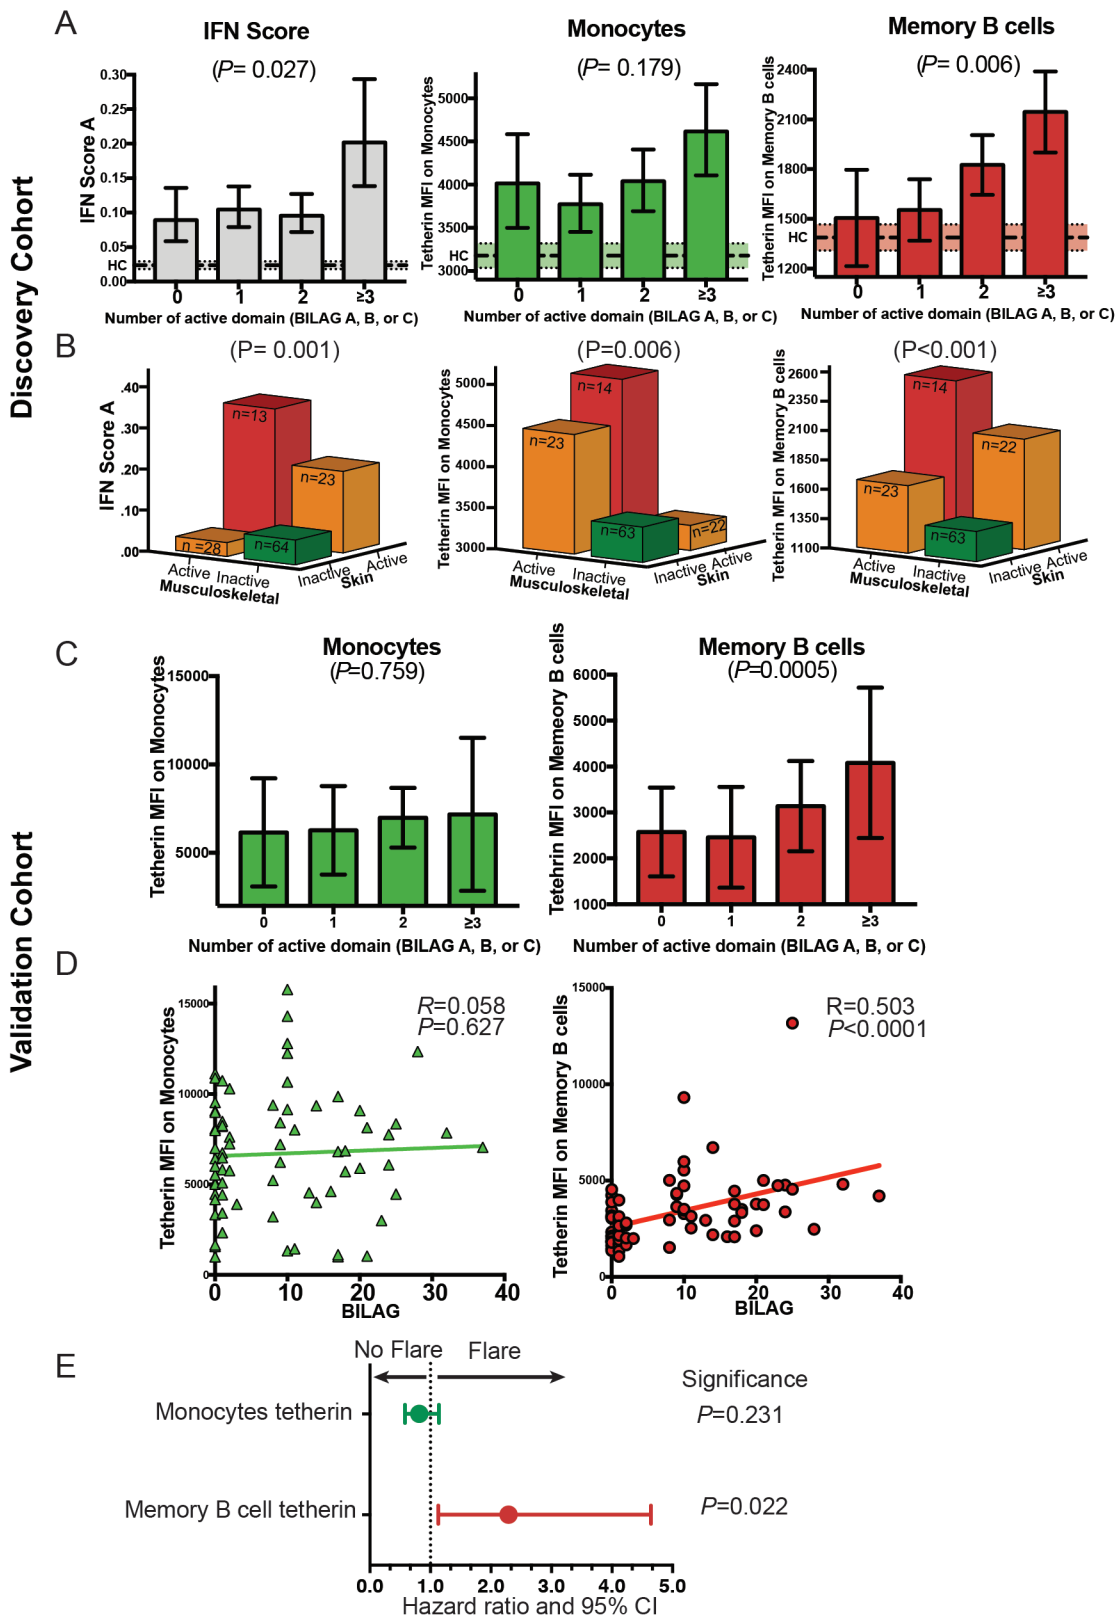 A
IFN Score
(P= 0.027)
Monocytes
(P= 0.179)
Memory B cells
(P= 0.006)
Discovery Cohort
IFN Score A
0.30
0.25
0.20
0.15
0.10
0.05
HC
0.00
0 1 2 ≥3
Number of active domain (BILAG A, B, or C)
Tetherin MFI on Monocytes
5000
4500
4000
3500
HC
3000
0 1 2 ≥3
Number of active domain (BILAG A, B, or C)
Tetherin MFI on Memory B cells
2400
2100
1800
1500
HC
1200
0 1 2 ≥3
Number of active domain (BILAG A, B, or C)
B
(P= 0.001)
IFN Score A
.40
.30
.20
.10
.00
n=13
n=23
n =28
n=64
Active Inactive
Musculoskeletal
Inactive Active
Skin
(P=0.006)
Tetherin MFI on Monocytes
5000
4500
4000
3500
3000
n=14
n=23
n=63
n=22
Active Inactive
Musculoskeletal
Inactive Active
Skin
(P<0.001)
Tetherin MFI on Memory B cells
2600
2350
2100
1850
1600
1350
1100
n=14
n=22
n=23
n=63
Active Inactive
Musculoskeletal
Inactive Active
Skin
Validation Cohort
C
Monocytes
(P=0.759)
Tetherin MFI on Monocytes
15000
10000
5000
0 1 2 ≥3
Number of active domain (BILAG A, B, or C)
Memory B cells
(P=0.0005)
Tetehrin MFI on Memeory B cells
6000
5000
4000
3000
2000
1000
0 1 2 ≥3
Number of active domain (BILAG A, B, or C)
D
R=0.058
P=0.627
Tetherin MFI on Monocytes
15000
10000
5000
0
0 10 20 30 40
BILAG
R=0.503
P<0.0001
Tetherin MFI on Memory B cells
15000
10000
5000
0
0 10 20 30 40
BILAG
E
No Flare Flare
Significance
Monocytes tetherin
P=0.231
Memory B cell tetherin
P=0.022
0.0 1.0 2.0 3.0 4.0 5.0
Hazard ratio and 95% CI